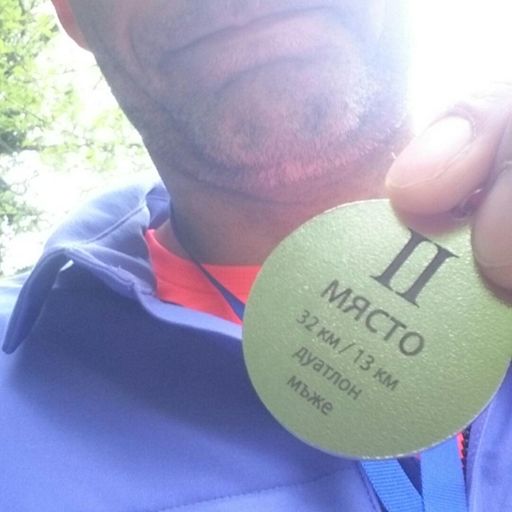 II
МЯСТО
32 км / 13 км
дуатлон
мъже